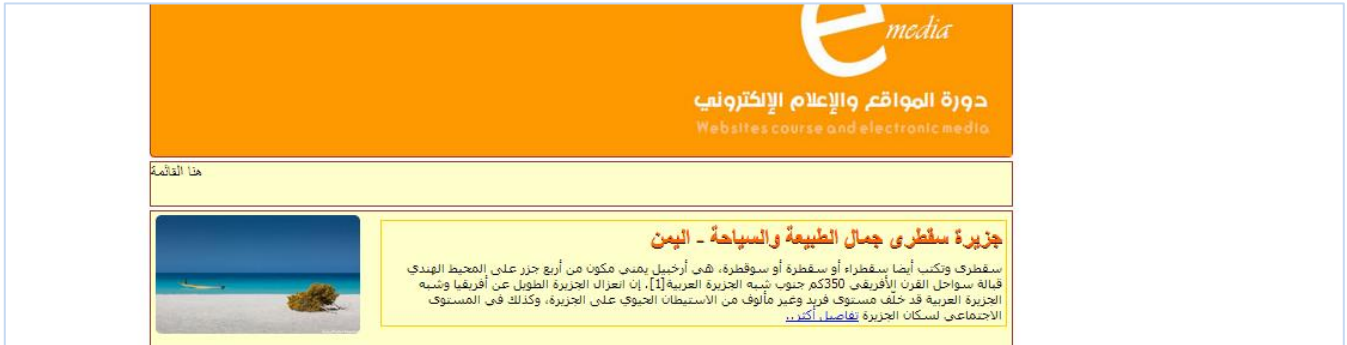 e media
دورة المواقع والإعلام الإلكتروني
Websites course and electronic media
هنا القائمة
جزيرة سقطرى جمال الطبيعة والسياحة - اليمن
سقطرى وتكتب أيضا سقطراء أو سقطرة أو سوقطرة، هي أرخبيل يمني مكون من أربع جزر على المحيط الهندي
قبالة سواحل القرن الأفريقي 350كم جنوب شبه الجزيرة العربية[1]. إن انعزال الجزيرة الطويل عن أفريقيا وشبه
الجزيرة العربية قد خلّف مستوى فريد وغير مألوف من الاستيطان الحيوي على الجزيرة، وكذلك في المستوى
الاجتماعي لسكان الجزيرة تفاصيل أكثر..